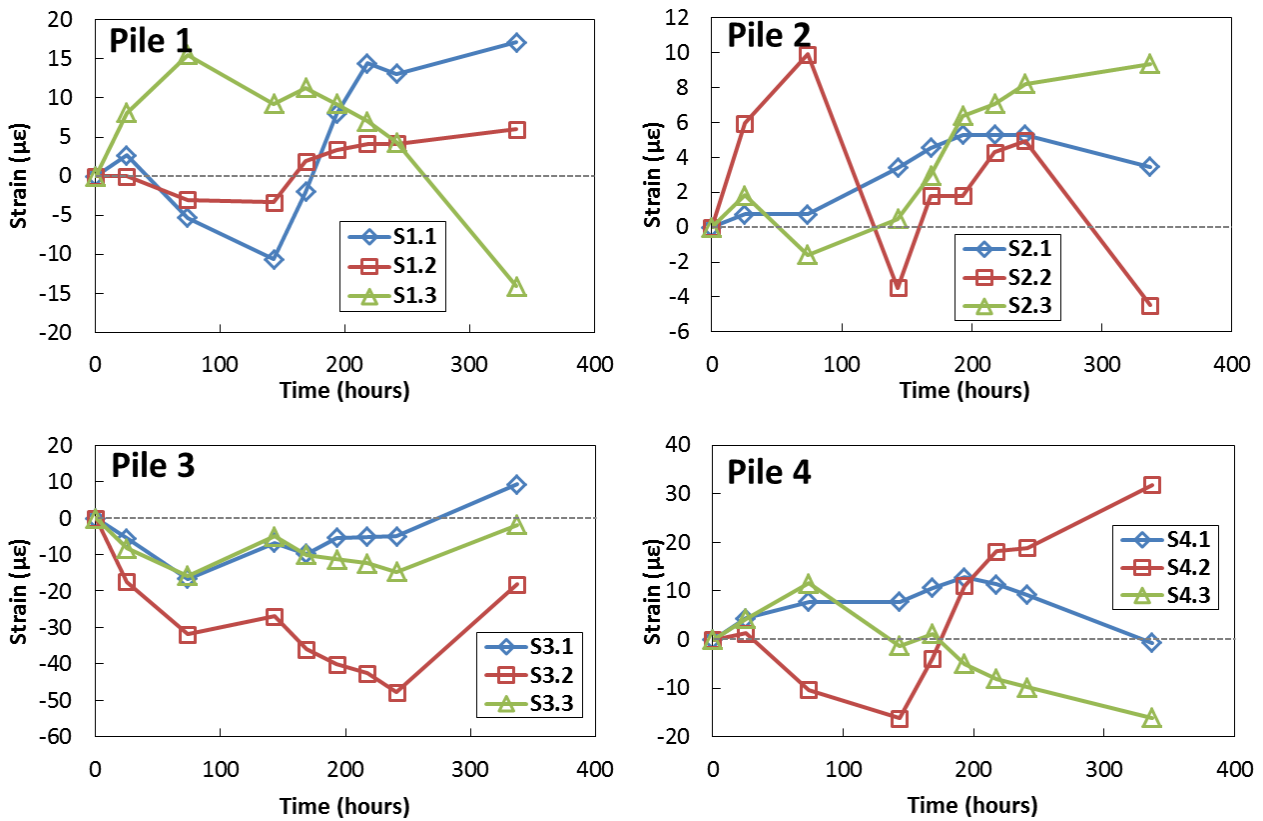 Pile 1
Strain (µε)
20
15
10
5
0
-5
-10
-15
-20
S1.1
S1.2
S1.3
0 100 200 300 400
Time (hours)
Pile 2
Strain (µε)
12
10
8
6
4
2
0
-2
-4
-6
S2.1
S2.2
S2.3
0 100 200 300 400
Time (hours)
Pile 3
Strain (µε)
20
10
0
-10
-20
-30
-40
-50
-60
S3.1
S3.2
S3.3
0 100 200 300 400
Time (hours)
Pile 4
Strain (µε)
40
30
20
10
0
-10
-20
S4.1
S4.2
S4.3
0 100 200 300 400
Time (hours)